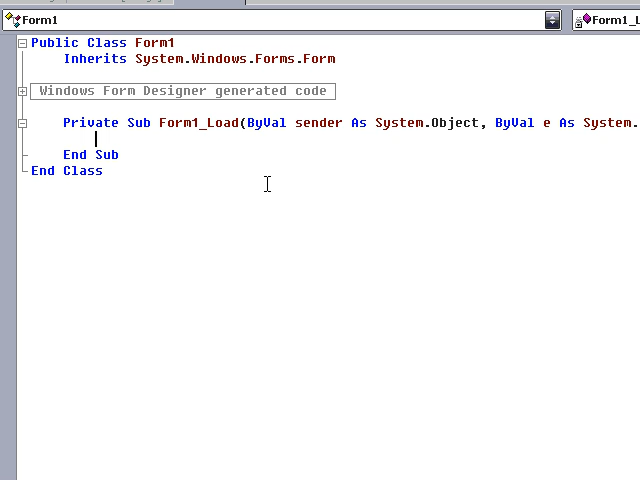 Form1
Form1_L
Public Class Form1
Inherits System.Windows.Forms.Form
Windows Form Designer generated code
Private Sub Form1_Load(ByVal sender As System.Object, ByVal e As System.
End Sub
End Class